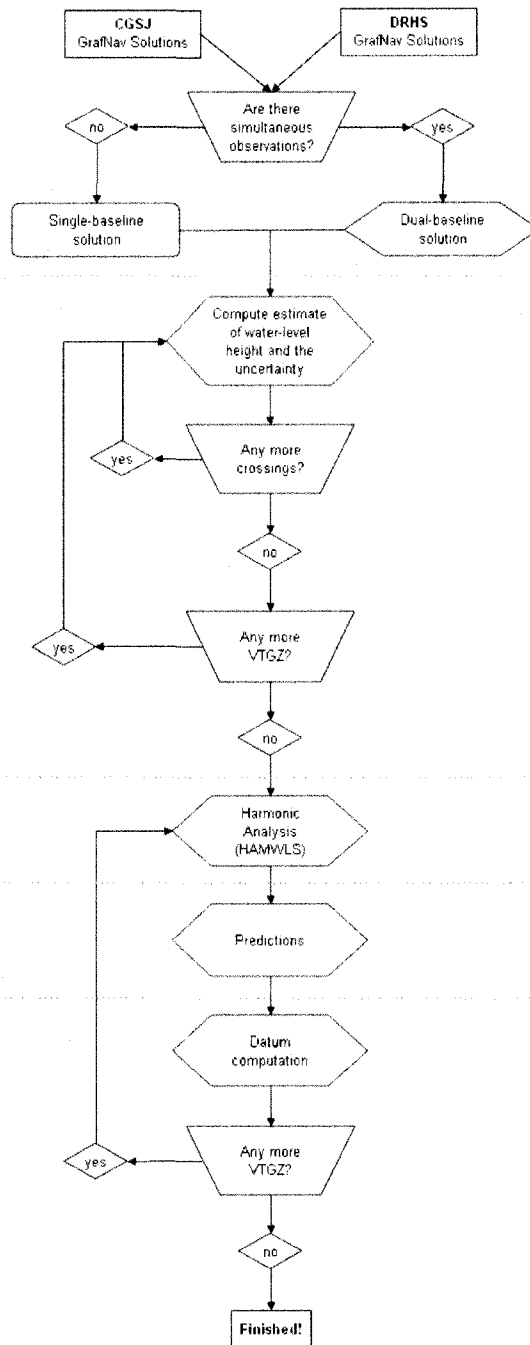 CGSJ
GrafNav Solutions
DRHS
GrafNav Solutions
Are there
simultaneous
observations?
no
yes
Single-baseline
solution
Dual-baseline
solution
Compute estimate
of water-level
height and the
uncertainty
Any more
crossings?
yes
no
Any more
VTGZ?
yes
no
Harmonic
Analysis
(HAMWLS)
Predictions
Datum
computation
Any more
VTGZ?
yes
no
Finished!